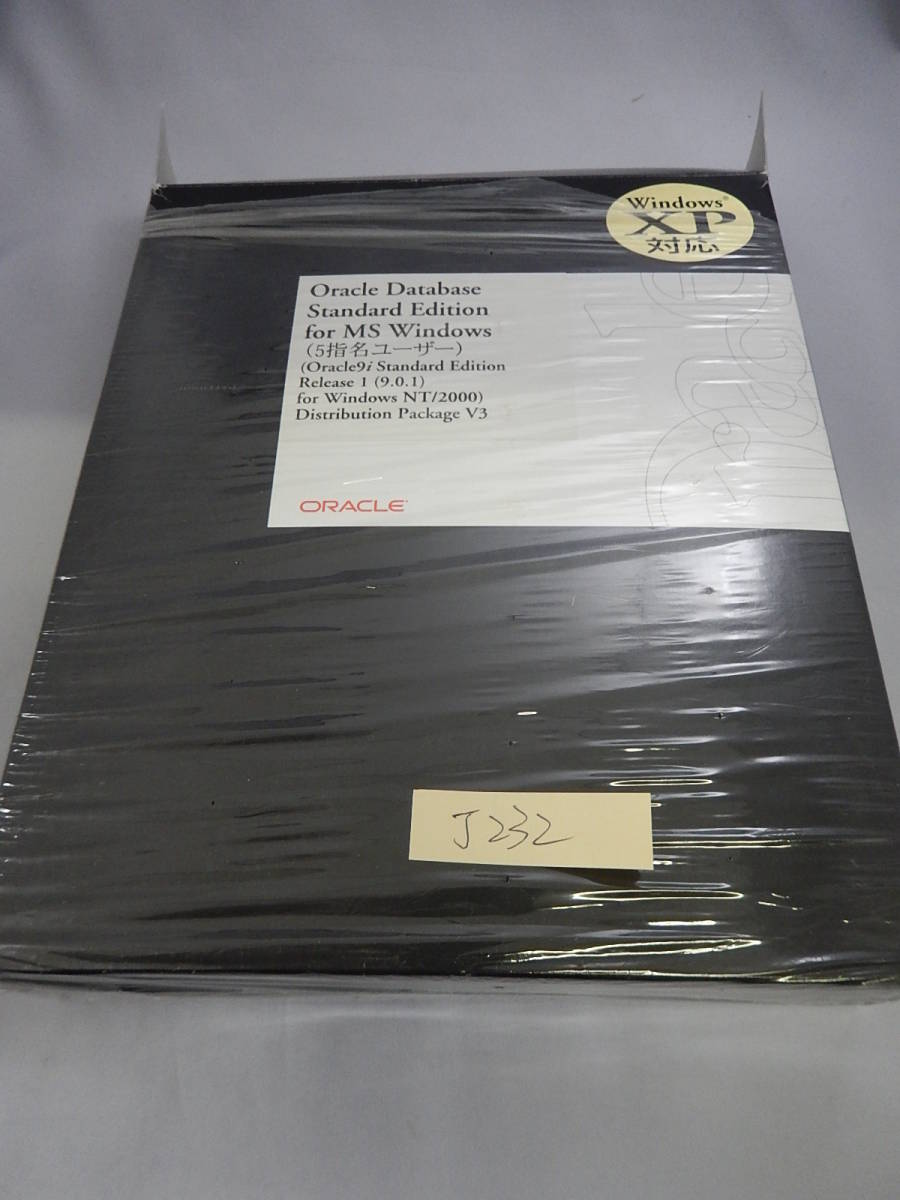 Windows®
XP
対応
Oracle Database
Standard Edition
for MS Windows
(5指名ユーザー)
(Oracle9i Standard Edition
Release 1 (9.0.1)
for Windows NT/2000)
Distribution Package V3
ORACLE®
J232